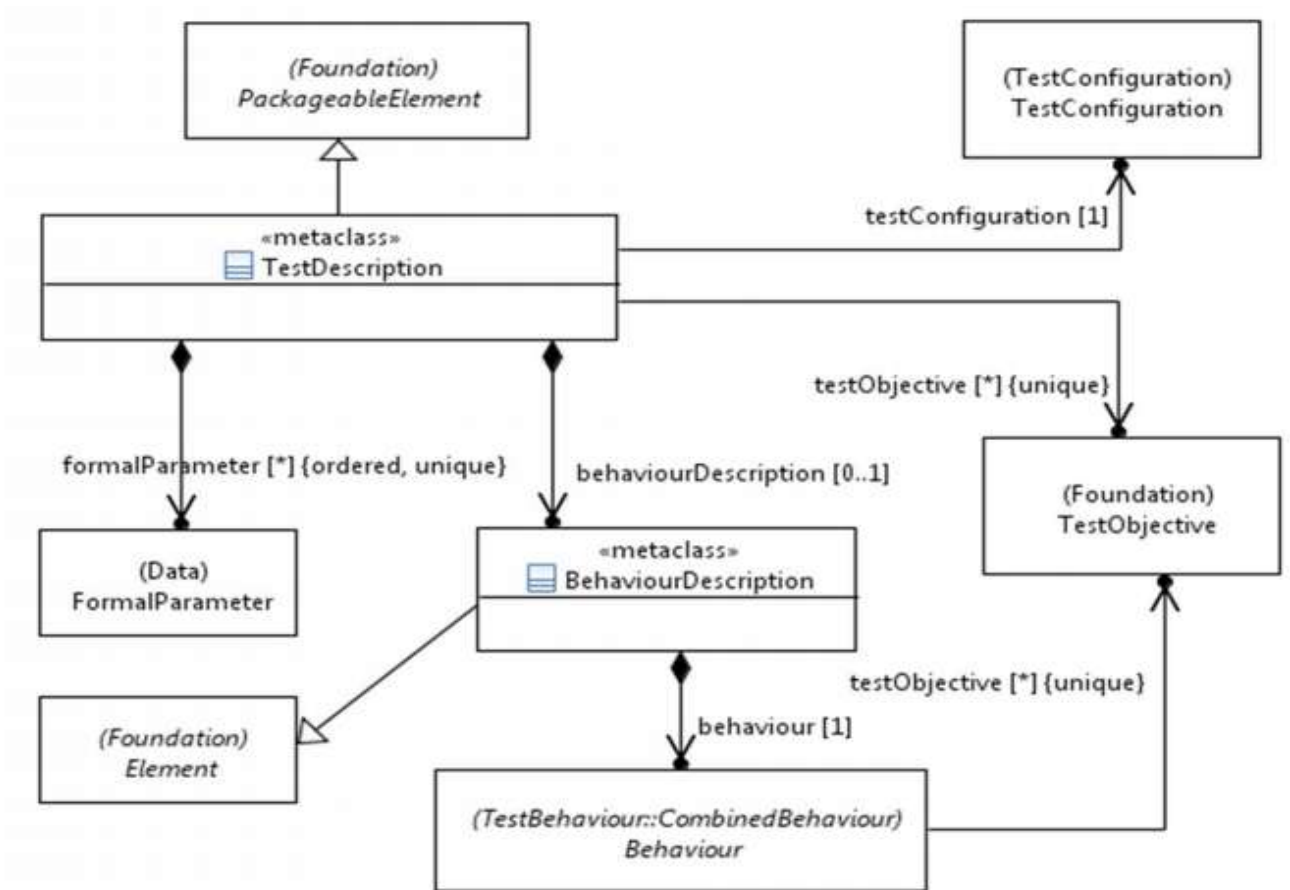 (Foundation)
PackageableElement
(TestConfiguration)
TestConfiguration
testConfiguration [1]
«metaclass»
TestDescription
testObjective [*] {unique}
formalParameter [*] {ordered, unique}
behaviourDescription [0..1]
(Foundation)
TestObjective
(Data)
FormalParameter
«metaclass»
BehaviourDescription
testObjective [*] {unique}
(Foundation)
Element
behaviour [1]
(TestBehaviour::CombinedBehaviour)
Behaviour